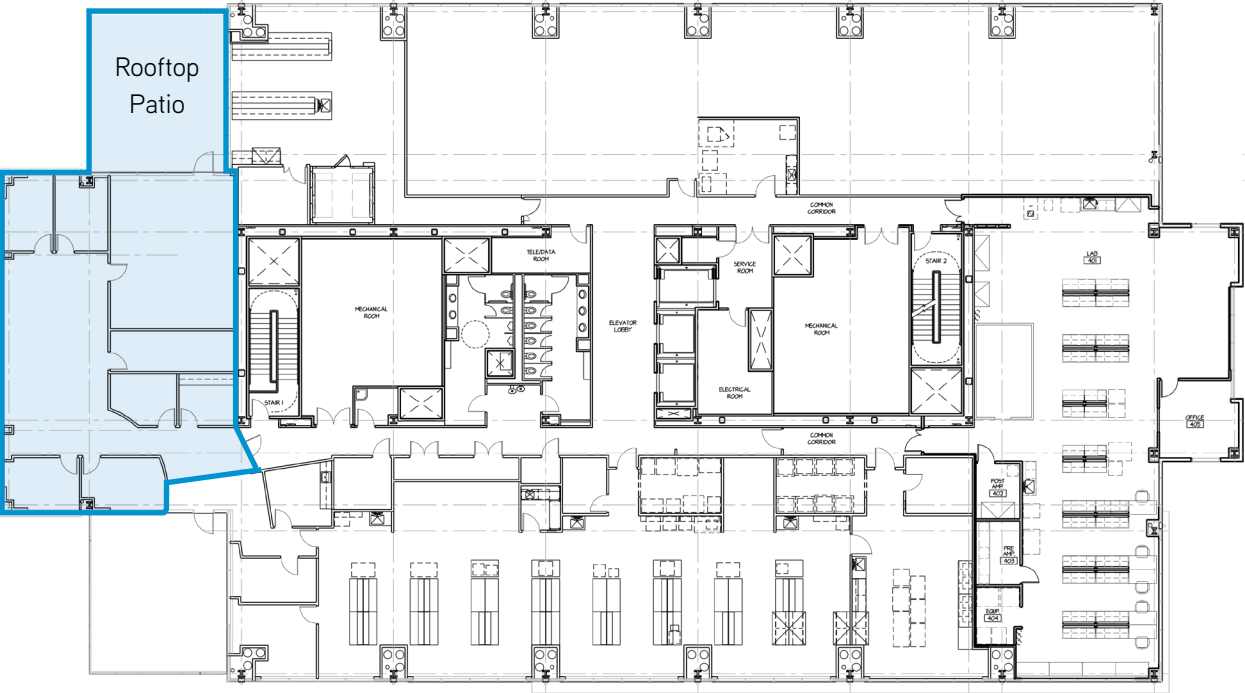 Rooftop
Patio
COMMON
CORRIDOR
TELE/DATA
ROOM
SERVICE
ROOM
STAIR 2
LAB
401
MECHANICAL
ROOM
ELEVATOR
LOBBY
MECHANICAL
ROOM
ELECTRICAL
ROOM
STAIR 1
OFFICE
405
COMMON
CORRIDOR
POST
AMP
402
PRE
AMP
403
EQUIP
404